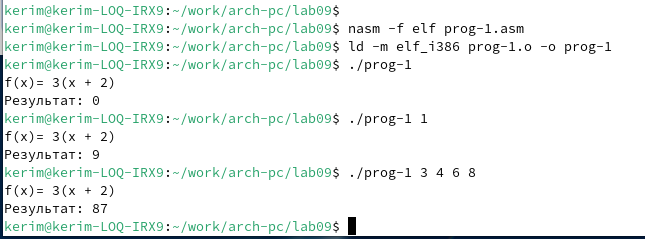 kerim@kerim-LOQ-IRX9:~/work/arch-pc/lab09$
kerim@kerim-LOQ-IRX9:~/work/arch-pc/lab09$ nasm -f elf prog-1.asm
kerim@kerim-LOQ-IRX9:~/work/arch-pc/lab09$ ld -m elf_i386 prog-1.o -o prog-1
kerim@kerim-LOQ-IRX9:~/work/arch-pc/lab09$ ./prog-1
f(x)= 3(x + 2)
Результат: 0
kerim@kerim-LOQ-IRX9:~/work/arch-pc/lab09$ ./prog-1 1
f(x)= 3(x + 2)
Результат: 9
kerim@kerim-LOQ-IRX9:~/work/arch-pc/lab09$ ./prog-1 3 4 6 8
f(x)= 3(x + 2)
Результат: 87
kerim@kerim-LOQ-IRX9:~/work/arch-pc/lab09$